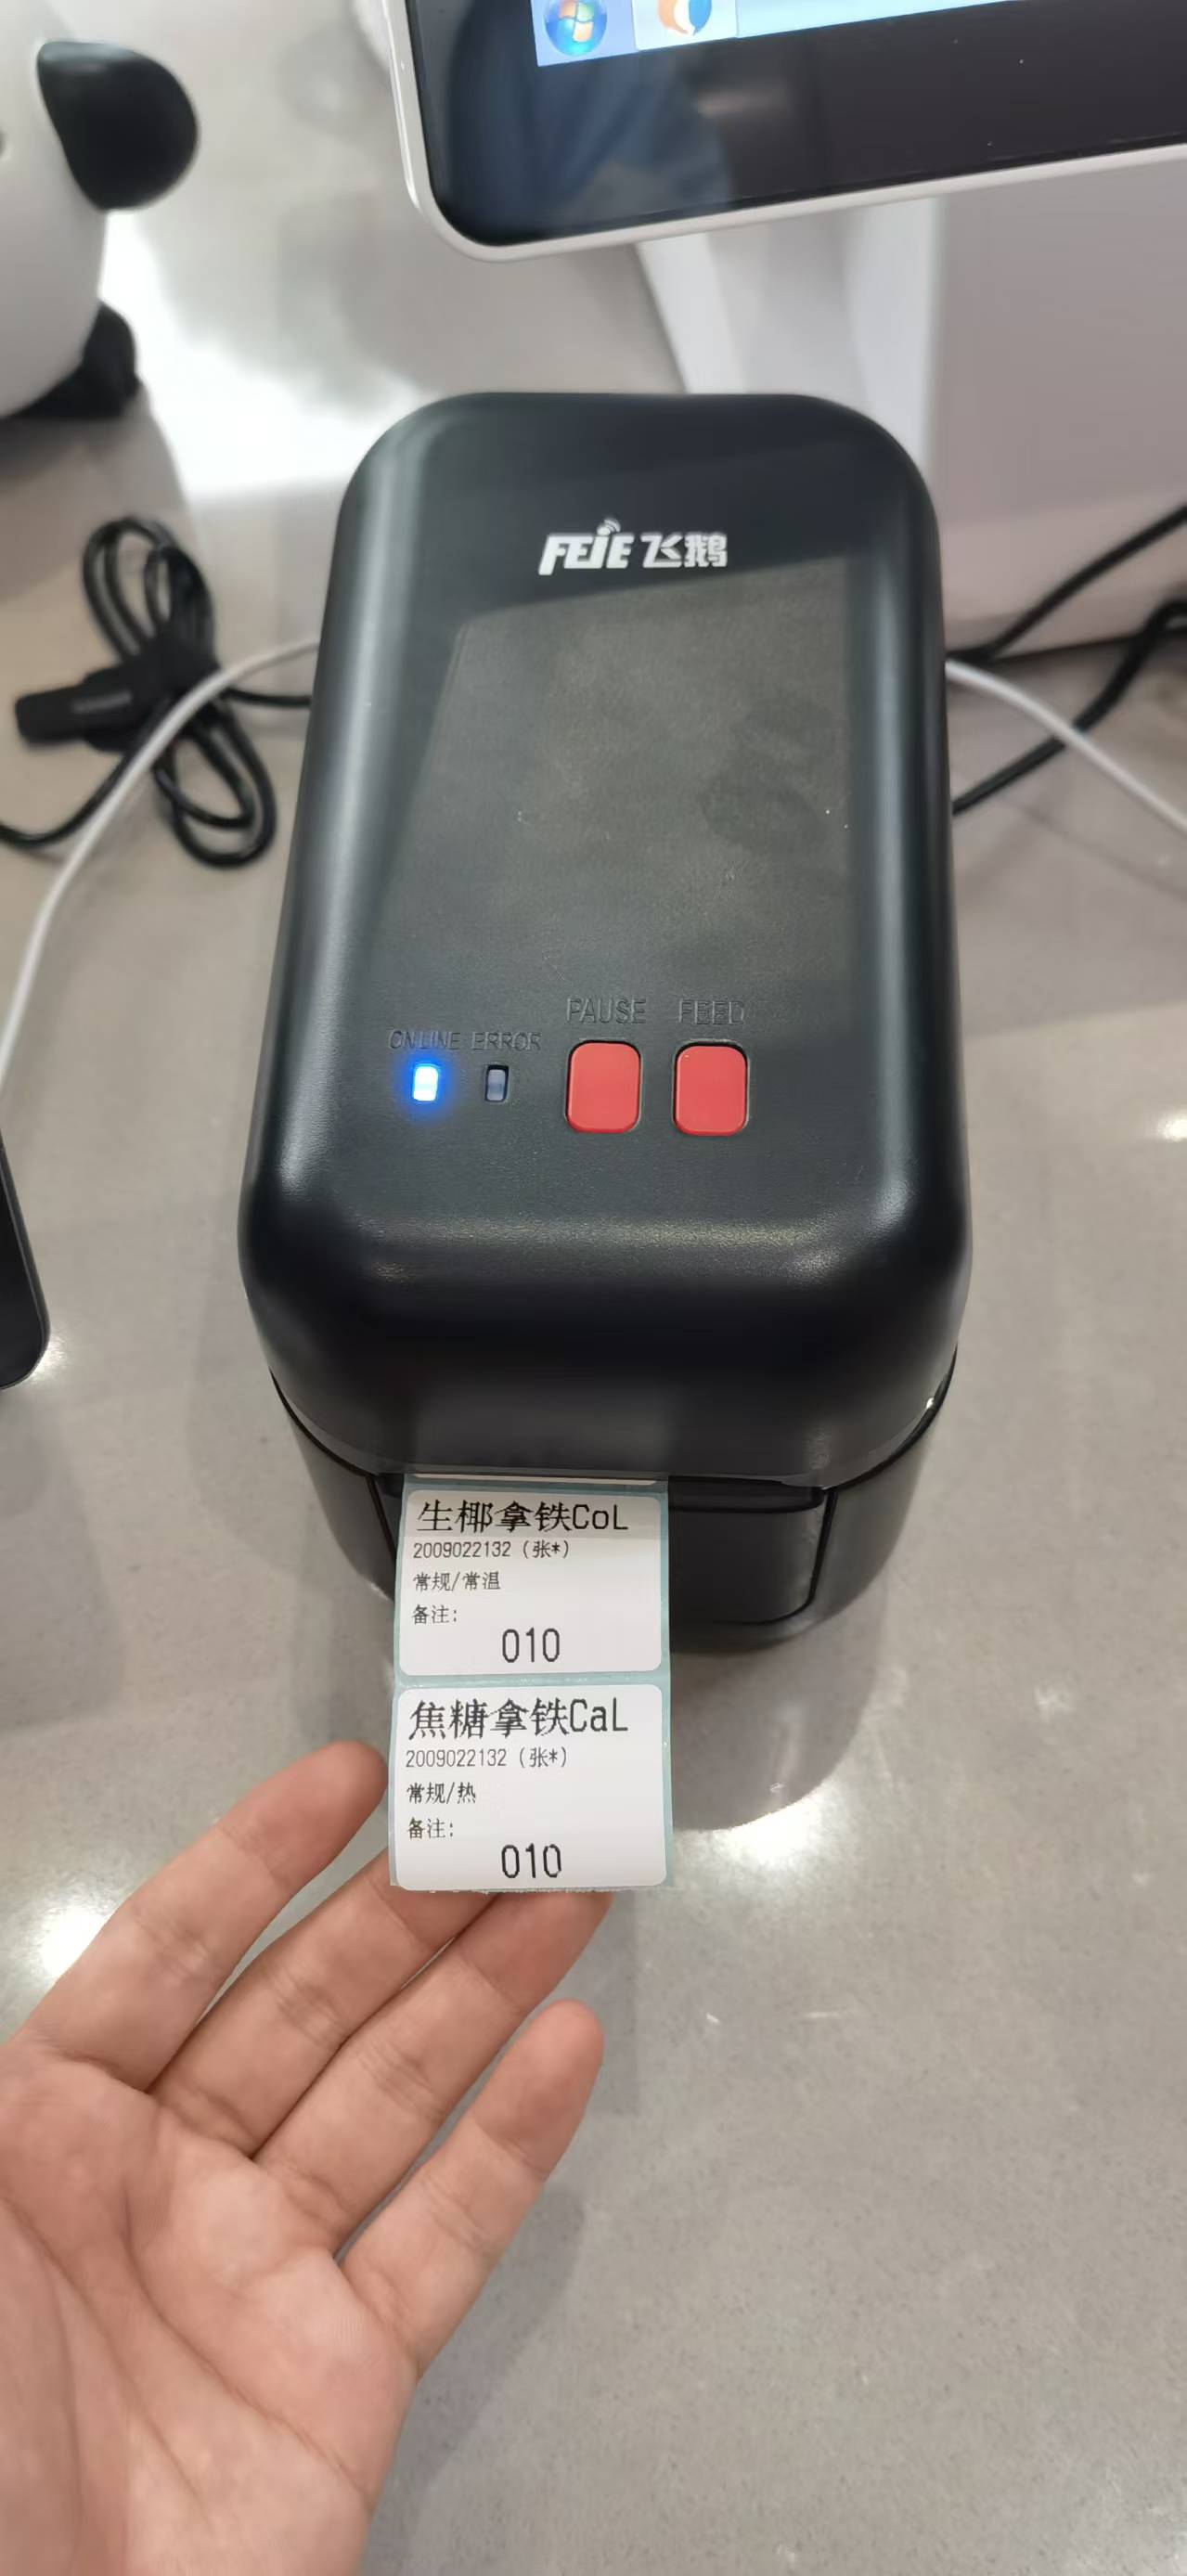 FEIE 飞鹅
PAUSE FEED
ONLINE ERROR
生椰拿铁CoL
2009022132 (张*)
常规/常温
备注:
010
焦糖拿铁CaL
2009022132 (张*)
常规/热
备注:
010